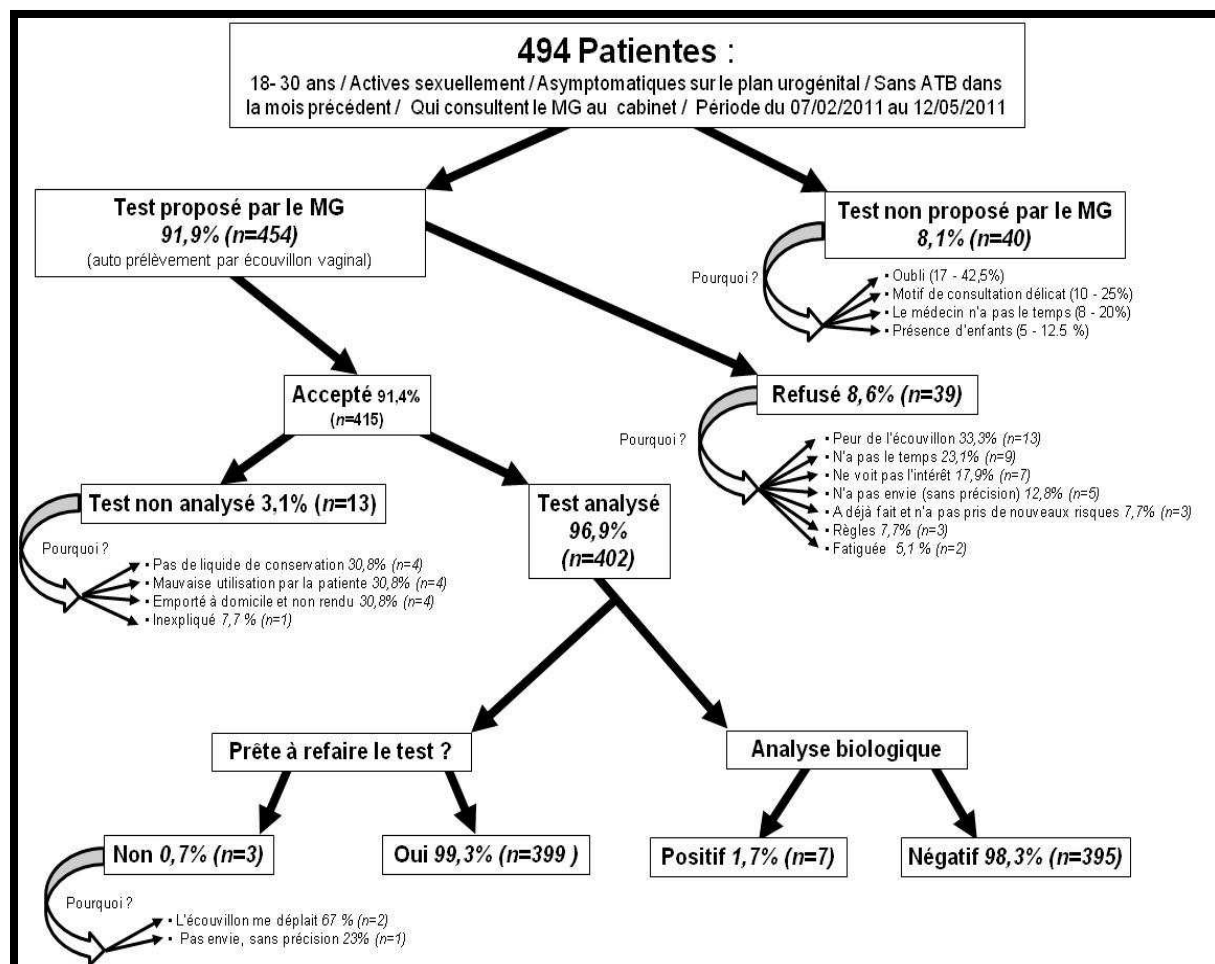 494 Patientes :
18- 30 ans / Actives sexuellement / Asymptomatiques sur le plan urogénital / Sans ATB dans
la mois précédent / Qui consultent le MG au cabinet / Période du 07/02/2011 au 12/05/2011
Test proposé par le MG
91,9% (n=454)
(auto prélèvement par écouvillon vaginal)
Test non proposé par le MG
8,1% (n=40)
Pourquoi ?
▪ Oubli (17 - 42,5%)
▪ Motif de consultation délicat (10 - 25%)
▪ Le médecin n'a pas le temps (8 - 20%)
▪ Présence d'enfants (5 - 12.5 %)
Accepté 91,4%
(n=415)
Refusé 8,6% (n=39)
Pourquoi ?
▪ Peur de l'écouvillon 33,3% (n=13)
▪ N'a pas le temps 23,1% (n=9)
▪ Ne voit pas l'intérêt 17,9% (n=7)
▪ N'a pas envie (sans précision) 12,8% (n=5)
▪ A déjà fait et n'a pas pris de nouveaux risques 7,7% (n=3)
▪ Règles 7,7% (n=3)
▪ Fatiguée 5,1 % (n=2)
Test non analysé 3,1% (n=13)
Pourquoi ?
▪ Pas de liquide de conservation 30,8% (n=4)
▪ Mauvaise utilisation par la patiente 30,8% (n=4)
▪ Emporté à domicile et non rendu 30,8% (n=4)
▪ Inexpliqué 7,7 % (n=1)
Test analysé
96,9%
(n=402)
Prête à refaire le test ?
Non 0,7% (n=3)
Oui 99,3% (n=399 )
Pourquoi ?
▪ L'écouvillon me déplait 67 % (n=2)
▪ Pas envie, sans précision 23% (n=1)
Analyse biologique
Positif 1,7% (n=7)
Négatif 98,3% (n=395)